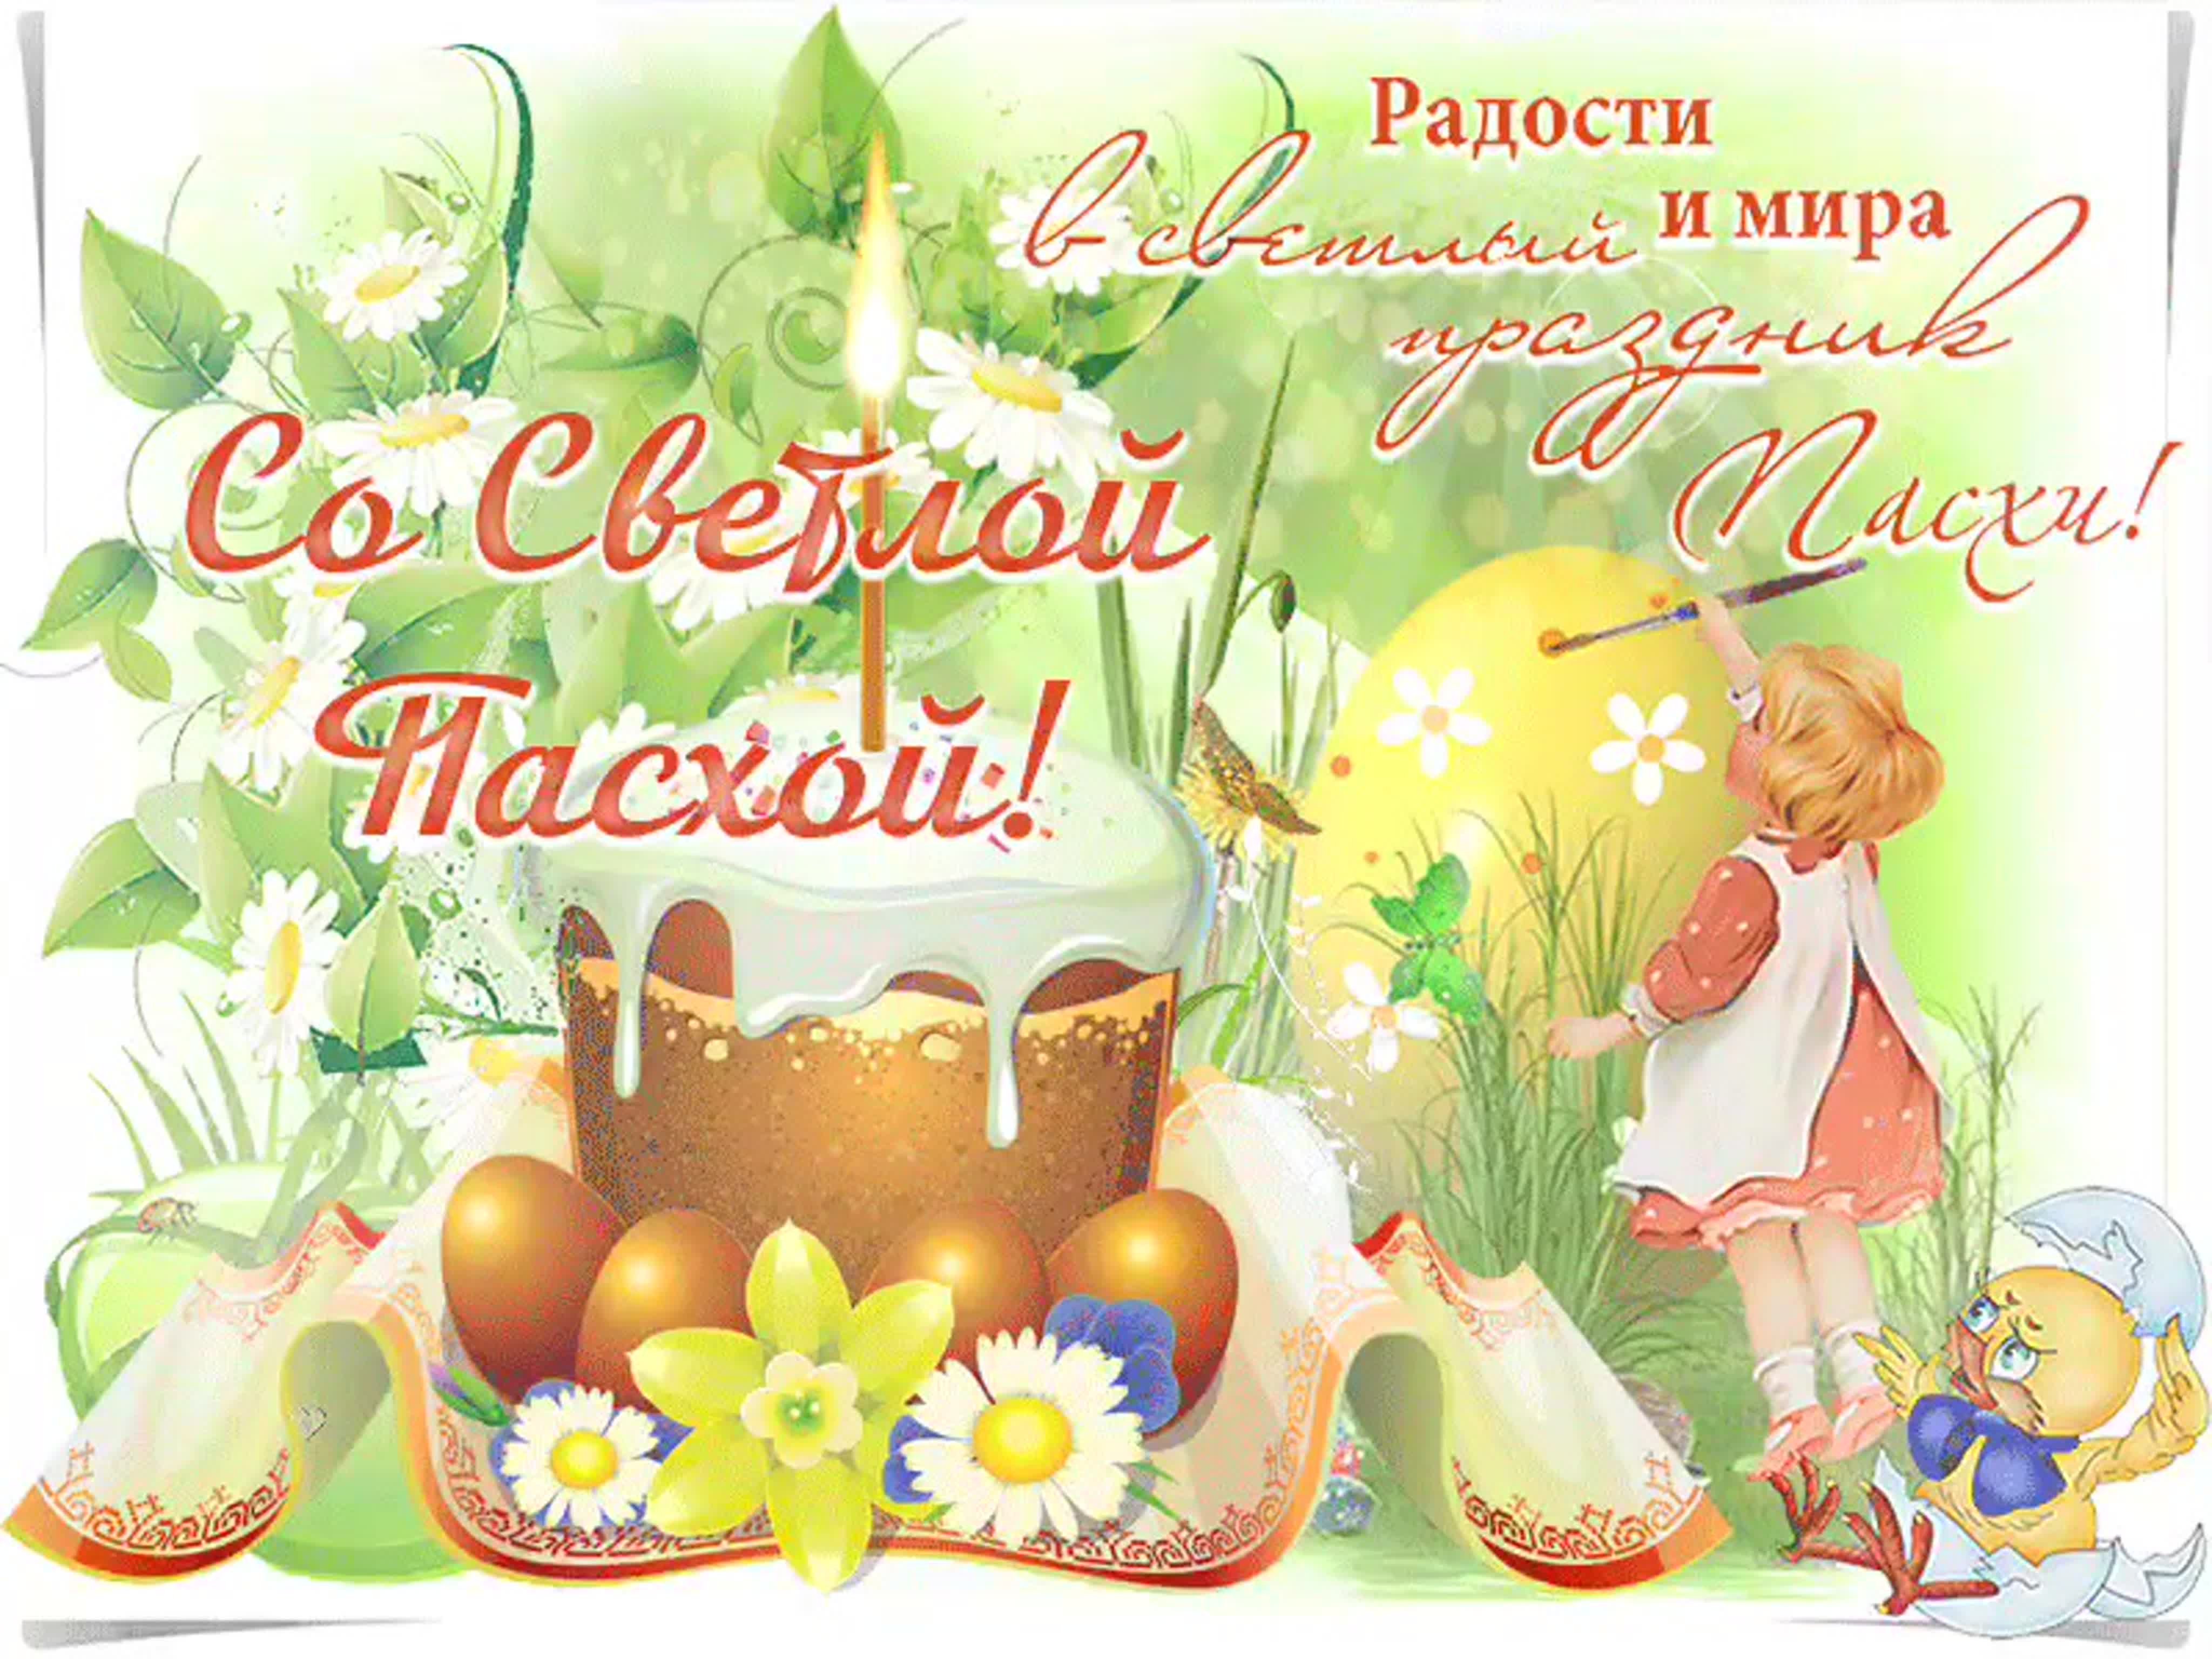 Радости
и мира
в светлый
праздник
Пасхи!
Со Светлой
Пасхой!